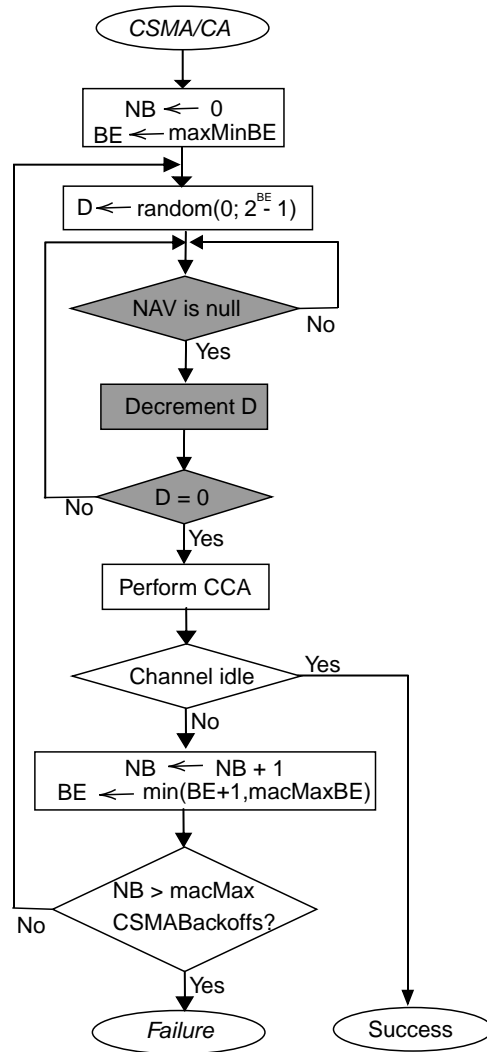 CSMA/CA
NB ← 0
BE ← maxMinBE
D ← random(0; 2^BE - 1)
NAV is null
No
Yes
Decrement D
D = 0
No
Yes
Perform CCA
Channel idle
Yes
No
NB ← NB + 1
BE ← min(BE+1,macMaxBE)
NB > macMax
CSMABackoffs?
No
Yes
Failure
Success